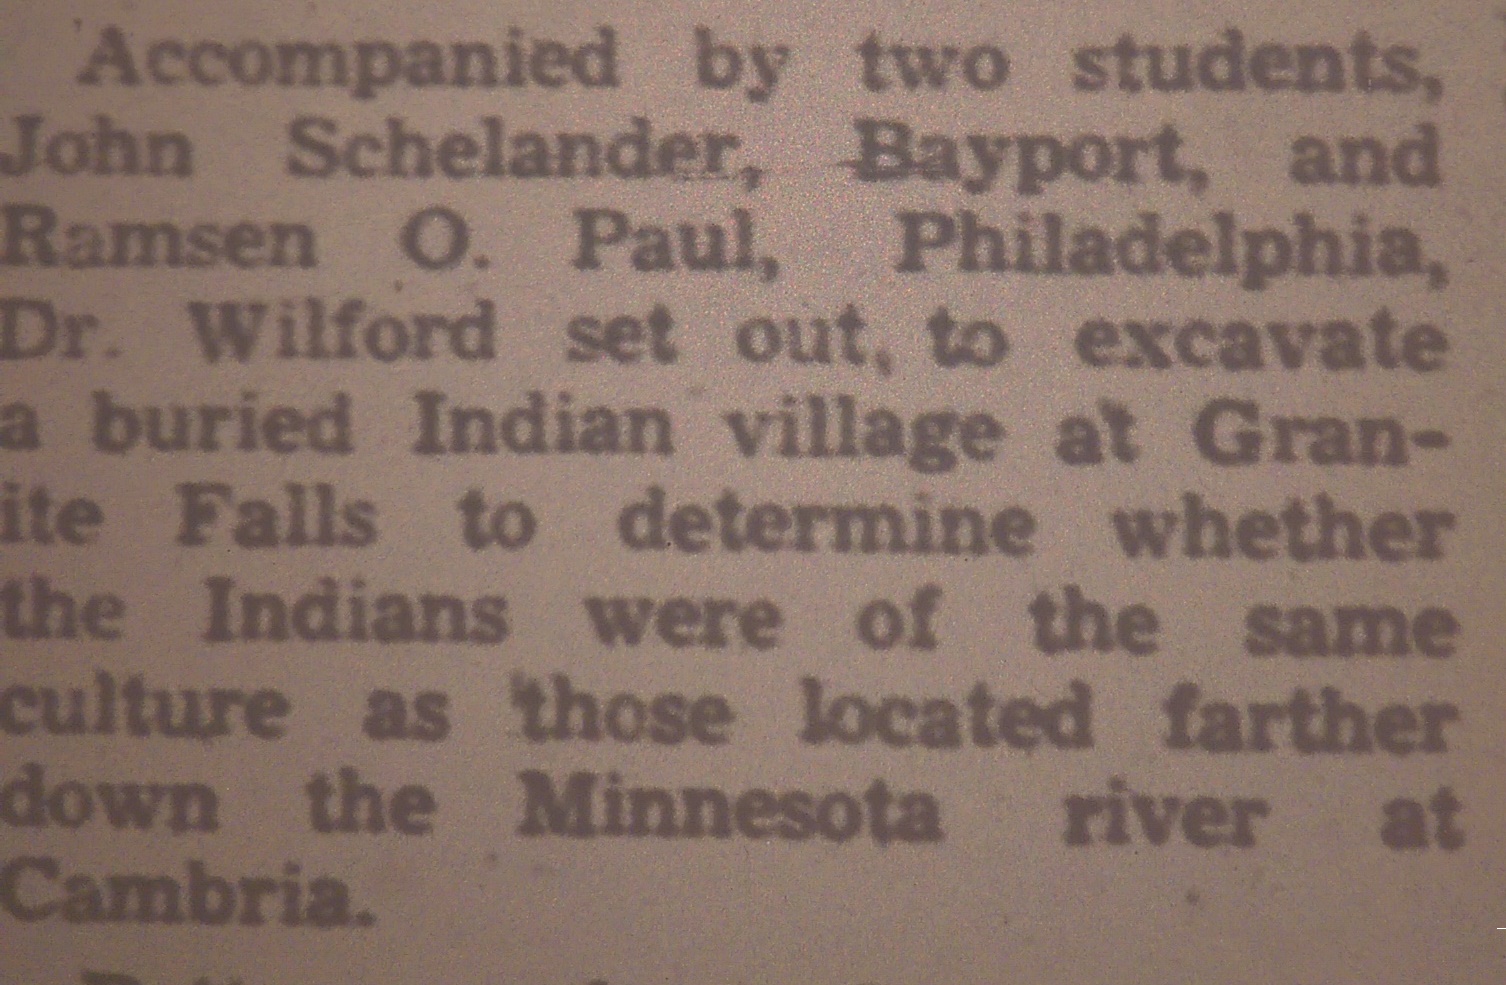 Accompanied by two students,
John Schelander, Bayport, and
Ramsen O. Paul, Philadelphia,
Dr. Wilford set out, to excavate
a buried Indian village at Gran-
ite Falls to determine whether
the Indians were of the same
culture as those located farther
down the Minnesota river at
Cambria.